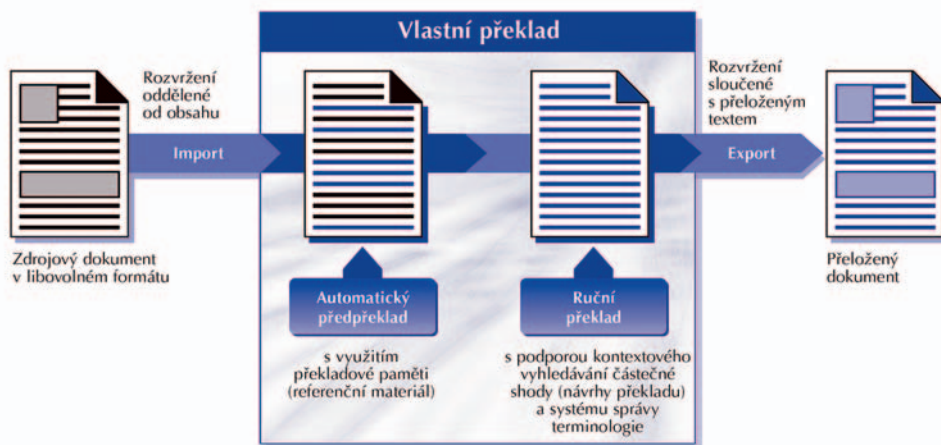 Vlastní překlad
Rozvržení
oddělené
od obsahu
Import
Zdrojový dokument
v libovolném formátu
Automatický
předpřeklad
s využitím
překladové paměti
(referenční materiál)
Ruční
překlad
s podporou kontextového
vyhledávání částečné
shody (návrhy překladu)
a systému správy
terminologie
Rozvržení
sloučené
s přeloženým
textem
Export
Přeložený
dokument